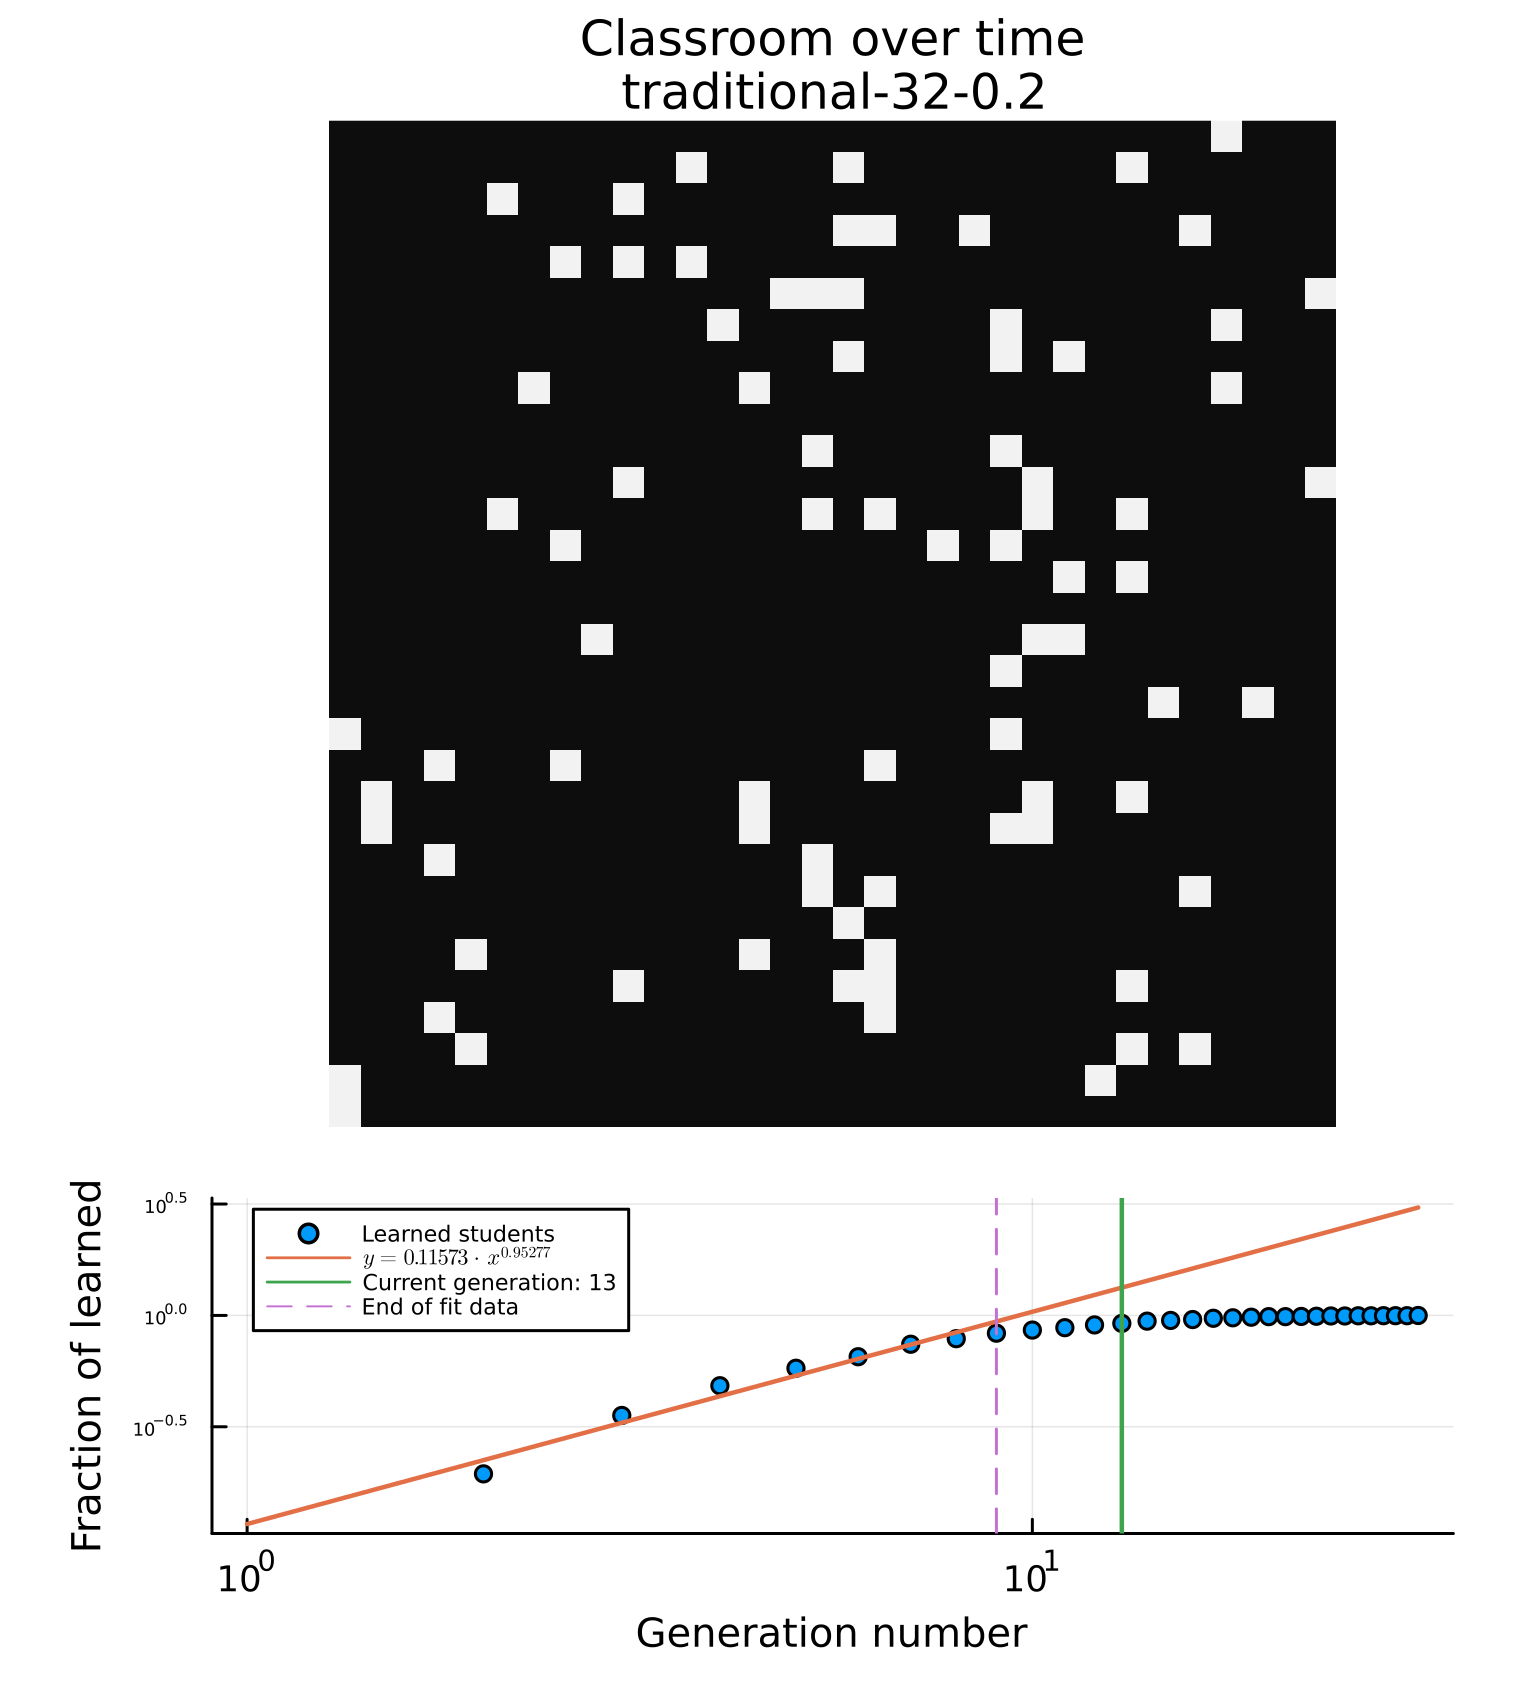 Classroom over time
traditional-32-0.2
Fraction of learned
10^0.5
10^0.0
10^−0.5
Learned students
y = 0.11573 · x^0.95277
Current generation: 13
End of fit data
10^0
10^1
Generation number